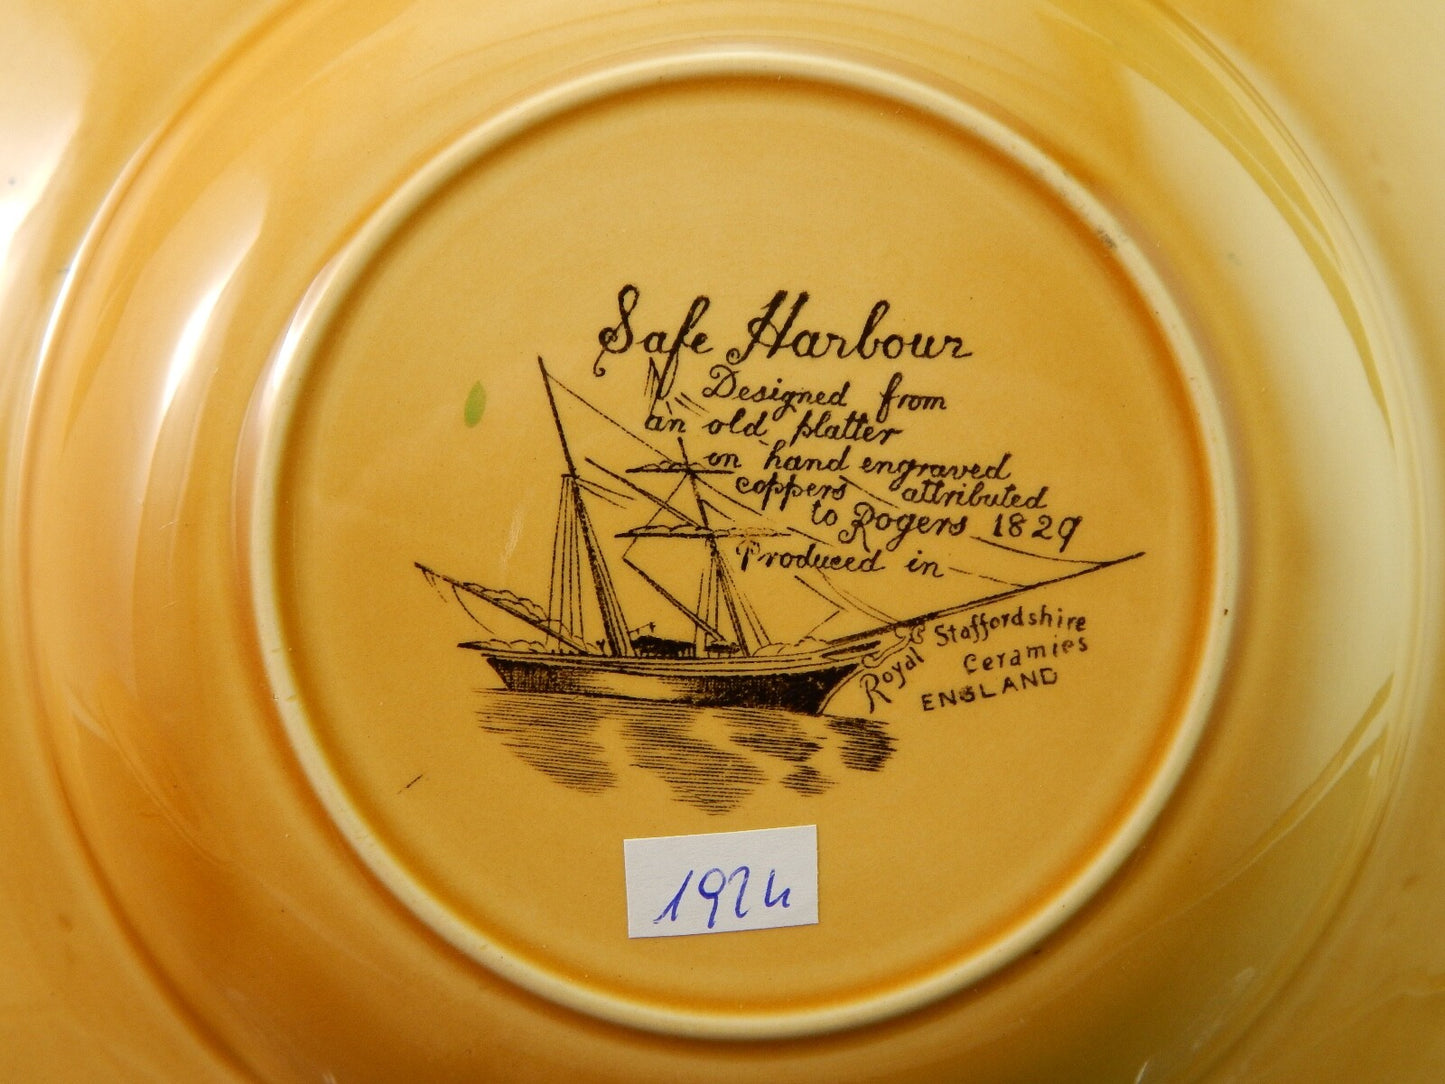 Safe Harbour
Designed from
an old platter
on hand engraved
coppers attributed
to Rogers 1829
Produced in
Royal Staffordshire
Ceramics
ENGLAND
1924